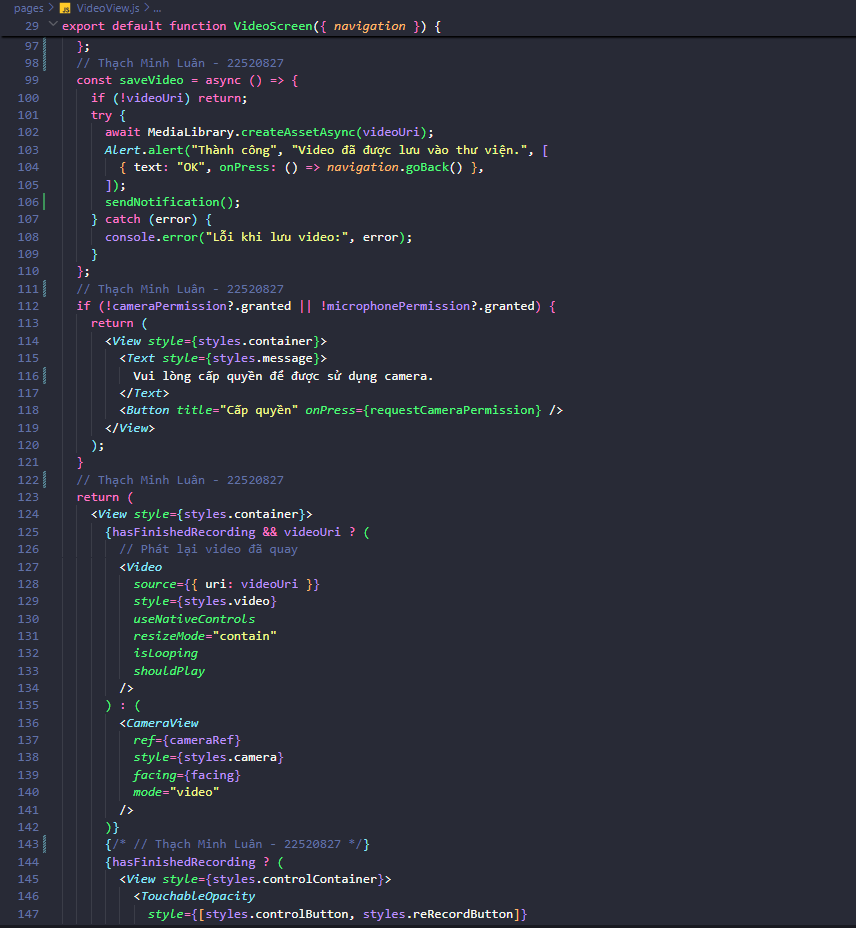 pages > JS VideoView.js > ...
29 export default function VideoScreen({ navigation }) {
97 };
98 // Thạch Minh Luân - 22520827
99 const saveVideo = async () => {
100 if (!videoUri) return;
101 try {
102 await MediaLibrary.createAssetAsync(videoUri);
103 Alert.alert("Thành công", "Video đã được lưu vào thư viện.", [
104 { text: "OK", onPress: () => navigation.goBack() },
105 ]);
106 sendNotification();
107 } catch (error) {
108 console.error("Lỗi khi lưu video:", error);
109 }
110 };
111 // Thạch Minh Luân - 22520827
112 if (!cameraPermission?.granted || !microphonePermission?.granted) {
113 return (
114 <View style={styles.container}>
115 <Text style={styles.message}>
116 Vui lòng cấp quyền để được sử dụng camera.
117 </Text>
118 <Button title="Cấp quyền" onPress={requestCameraPermission} />
119 </View>
120 );
121 }
122 // Thạch Minh Luân - 22520827
123 return (
124 <View style={styles.container}>
125 {hasFinishedRecording && videoUri ? (
126 // Phát lại video đã quay
127 <Video
128 source={{ uri: videoUri }}
129 style={styles.video}
130 useNativeControls
131 resizeMode="contain"
132 isLooping
133 shouldPlay
134 />
135 ) : (
136 <CameraView
137 ref={cameraRef}
138 style={styles.camera}
139 facing={facing}
140 mode="video"
141 />
142 )}
143 {/* // Thạch Minh Luân - 22520827 */}
144 {hasFinishedRecording ? (
145 <View style={styles.controlContainer}>
146 <TouchableOpacity
147 style={[styles.controlButton, styles.reRecordButton]}